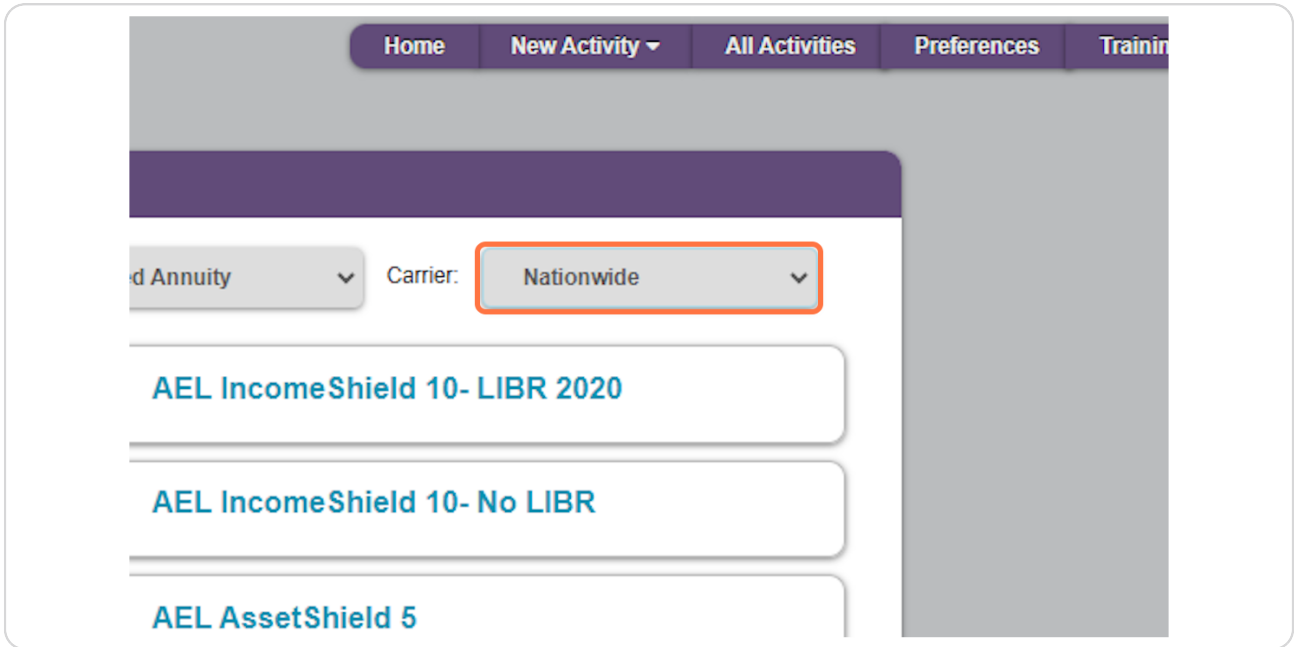 Home New Activity All Activities Preferences Trainin
ed Annuity Carrier: Nationwide
AEL IncomeShield 10- LIBR 2020
AEL IncomeShield 10- No LIBR
AEL AssetShield 5